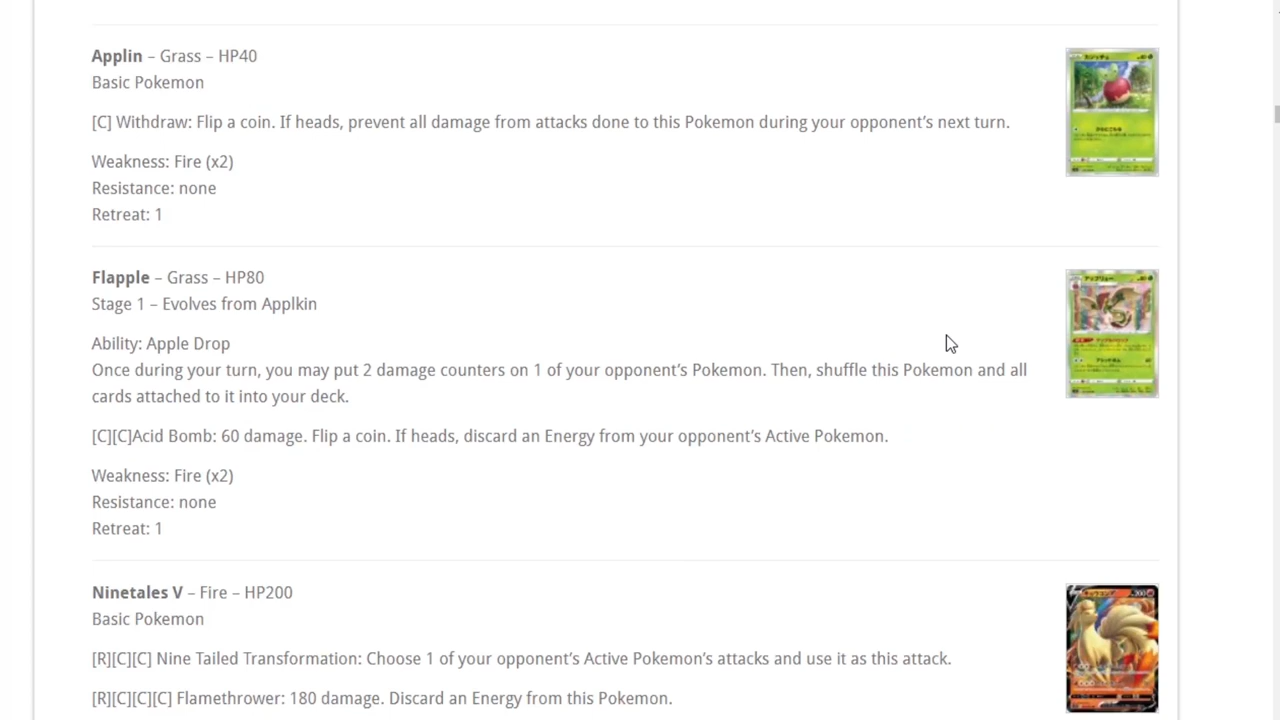 Applin – Grass – HP40
Basic Pokemon
[C] Withdraw: Flip a coin. If heads, prevent all damage from attacks done to this Pokemon during your opponent’s next turn.
Weakness: Fire (x2)
Resistance: none
Retreat: 1
Flapple – Grass – HP80
Stage 1 – Evolves from Applkin
Ability: Apple Drop
Once during your turn, you may put 2 damage counters on 1 of your opponent’s Pokemon. Then, shuffle this Pokemon and all
cards attached to it into your deck.
[C][C]Acid Bomb: 60 damage. Flip a coin. If heads, discard an Energy from your opponent’s Active Pokemon.
Weakness: Fire (x2)
Resistance: none
Retreat: 1
Ninetales V – Fire – HP200
Basic Pokemon
[R][C][C] Nine Tailed Transformation: Choose 1 of your opponent’s Active Pokemon’s attacks and use it as this attack.
[R][C][C][C] Flamethrower: 180 damage. Discard an Energy from this Pokemon.